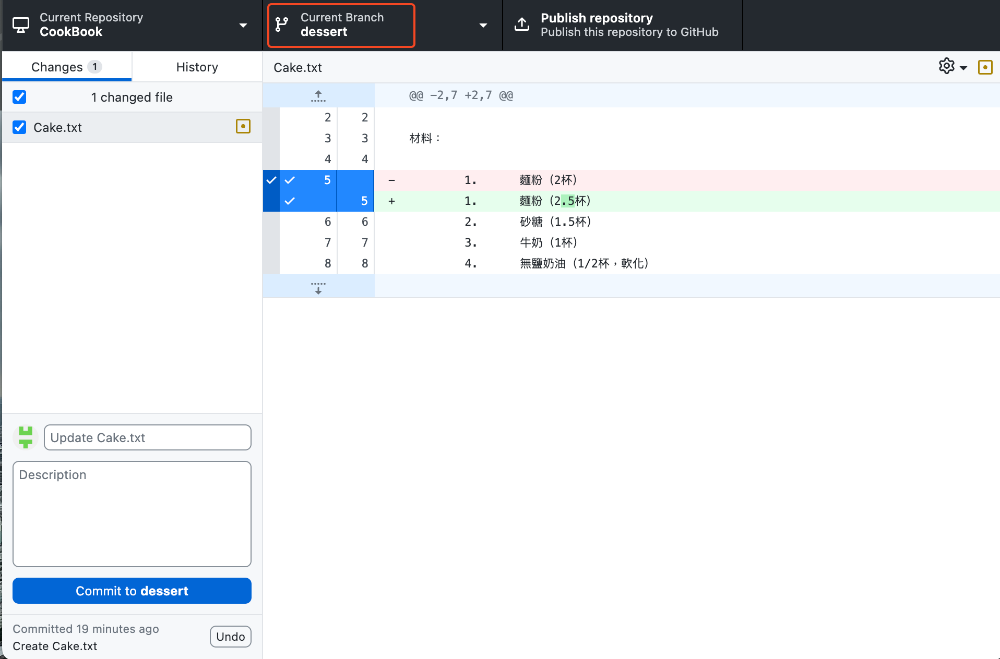 Current Repository
CookBook
Current Branch
dessert
Publish repository
Publish this repository to GitHub
Changes 1
History
1 changed file
Cake.txt
Cake.txt
@@ -2,7 +2,7 @@
2 2
3 3 材料：
4 4
5 - 1. 麵粉（2杯）
5 + 1. 麵粉（2.5杯）
6 6 2. 砂糖（1.5杯）
7 7 3. 牛奶（1杯）
8 8 4. 無鹽奶油（1/2杯，軟化）
Update Cake.txt
Description
Commit to dessert
Committed 19 minutes ago
Create Cake.txt
Undo